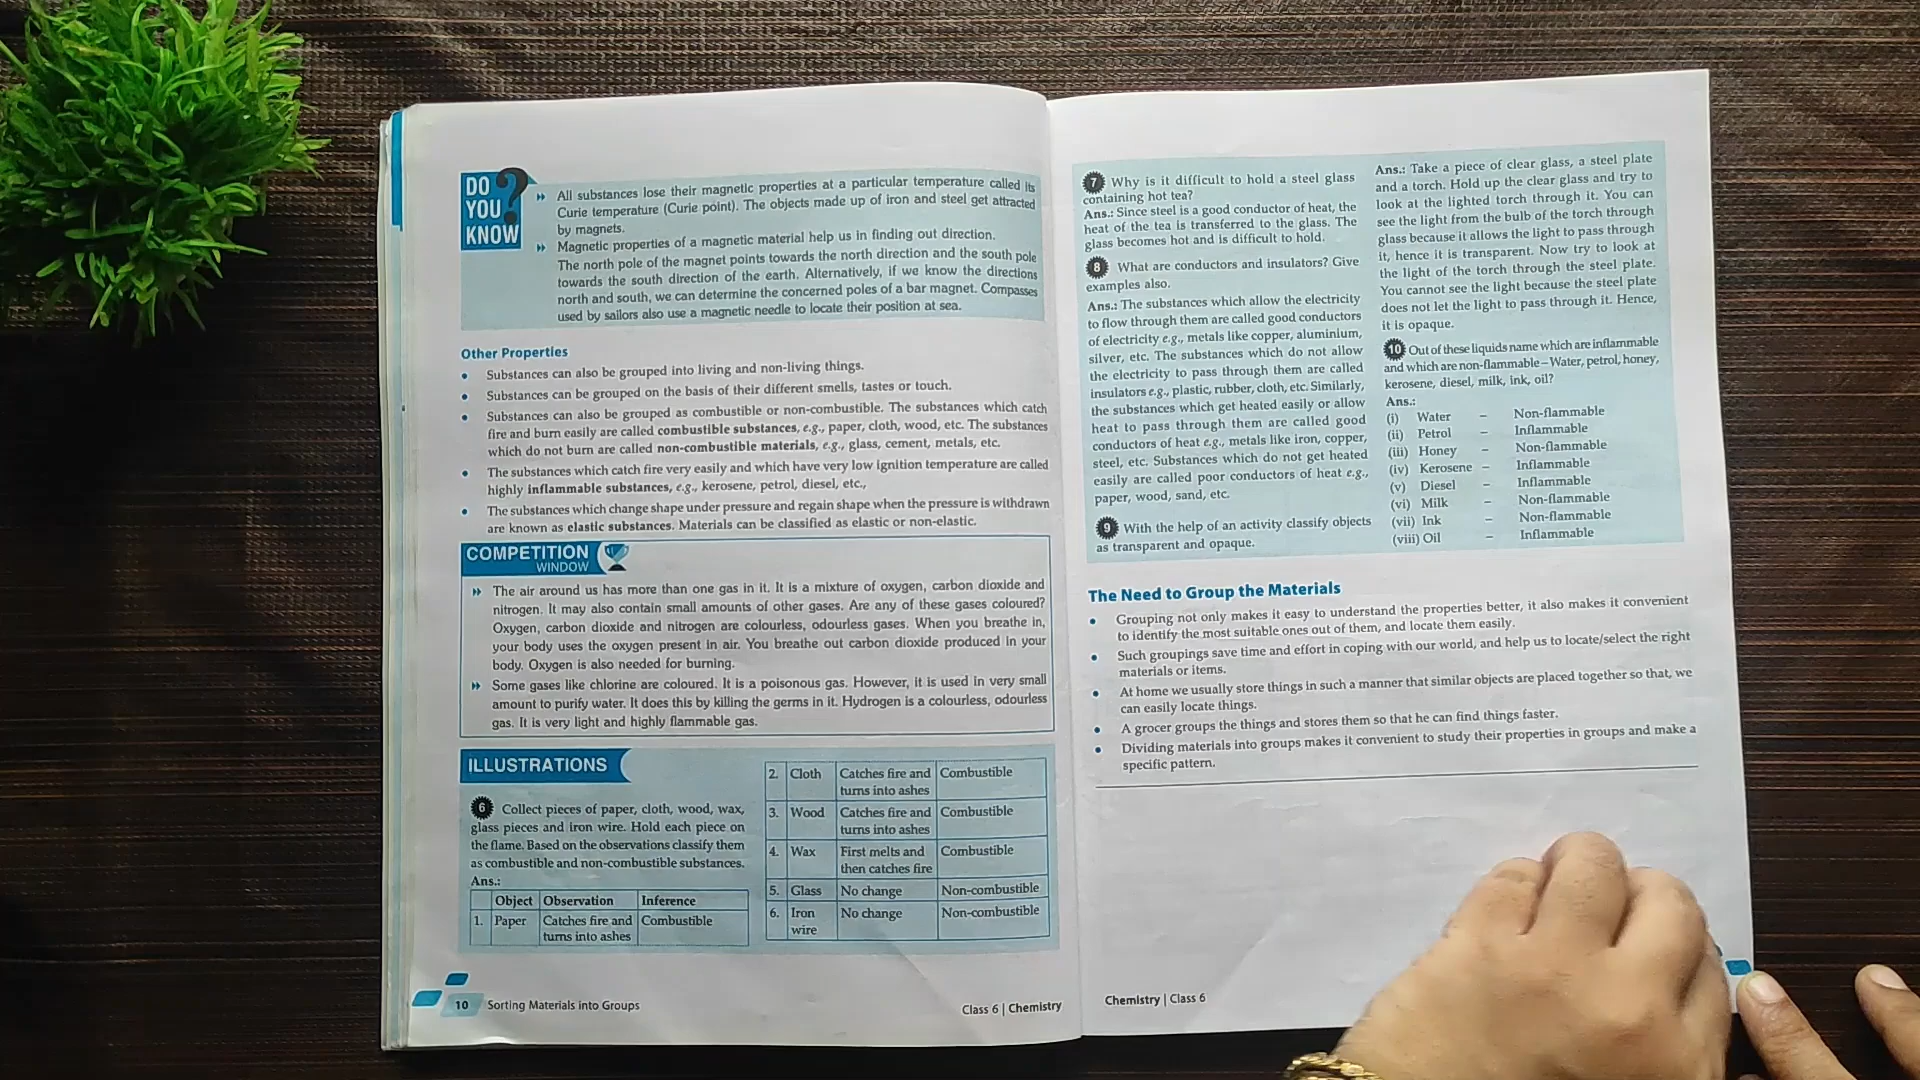 DO
YOU
KNOW
?
» All substances lose their magnetic properties at a particular temperature called its
Curie temperature (Curie point). The objects made up of iron and steel get attracted
by magnets.
» Magnetic properties of a magnetic material help us in finding out direction.
The north pole of the magnet points towards the north direction and the south pole
towards the south direction of the earth. Alternatively, if we know the directions
north and south, we can determine the concerned poles of a bar magnet. Compasses
used by sailors also use a magnetic needle to locate their position at sea.
Other Properties
• Substances can also be grouped into living and non-living things.
• Substances can be grouped on the basis of their different smells, tastes or touch.
• Substances can also be grouped as combustible or non-combustible. The substances which catch
fire and burn easily are called combustible substances, e.g., paper, cloth, wood, etc. The substances
which do not burn are called non-combustible materials, e.g., glass, cement, metals, etc.
• The substances which catch fire very easily and which have very low ignition temperature are called
highly inflammable substances, e.g., kerosene, petrol, diesel, etc.,
• The substances which change shape under pressure and regain shape when the pressure is withdrawn
are known as elastic substances. Materials can be classified as elastic or non-elastic.
COMPETITION
WINDOW
» The air around us has more than one gas in it. It is a mixture of oxygen, carbon dioxide and
nitrogen. It may also contain small amounts of other gases. Are any of these gases coloured?
Oxygen, carbon dioxide and nitrogen are colourless, odourless gases. When you breathe in,
your body uses the oxygen present in air. You breathe out carbon dioxide produced in your
body. Oxygen is also needed for burning.
» Some gases like chlorine are coloured. It is a poisonous gas. However, it is used in very small
amount to purify water. It does this by killing the germs in it. Hydrogen is a colourless, odourless
gas. It is very light and highly flammable gas.
ILLUSTRATIONS
6 Collect pieces of paper, cloth, wood, wax,
glass pieces and iron wire. Hold each piece on
the flame. Based on the observations classify them
as combustible and non-combustible substances.
Ans.:
Object Observation Inference
1. Paper Catches fire and Combustible
turns into ashes
2. Cloth Catches fire and Combustible
turns into ashes
3. Wood Catches fire and Combustible
turns into ashes
4. Wax First melts and Combustible
then catches fire
5. Glass No change Non-combustible
6. Iron No change Non-combustible
wire
10 Sorting Materials into Groups
Class 6 | Chemistry
7 Why is it difficult to hold a steel glass
containing hot tea?
Ans.: Since steel is a good conductor of heat, the
heat of the tea is transferred to the glass. The
glass becomes hot and is difficult to hold.
8 What are conductors and insulators? Give
examples also.
Ans.: The substances which allow the electricity
to flow through them are called good conductors
of electricity e.g., metals like copper, aluminium,
silver, etc. The substances which do not allow
the electricity to pass through them are called
insulators e.g., plastic, rubber, cloth, etc. Similarly,
the substances which get heated easily or allow
heat to pass through them are called good
conductors of heat e.g., metals like iron, copper,
steel, etc. Substances which do not get heated
easily are called poor conductors of heat e.g.,
paper, wood, sand, etc.
9 With the help of an activity classify objects
as transparent and opaque.
Ans.: Take a piece of clear glass, a steel plate
and a torch. Hold up the clear glass and try to
look at the lighted torch through it. You can
see the light from the bulb of the torch through
glass because it allows the light to pass through
it, hence it is transparent. Now try to look at
the light of the torch through the steel plate.
You cannot see the light because the steel plate
does not let the light to pass through it. Hence,
it is opaque.
10 Out of these liquids name which are inflammable
and which are non-flammable – Water, petrol, honey,
kerosene, diesel, milk, ink, oil?
Ans.:
(i) Water – Non-flammable
(ii) Petrol – Inflammable
(iii) Honey – Non-flammable
(iv) Kerosene – Inflammable
(v) Diesel – Inflammable
(vi) Milk – Non-flammable
(vii) Ink – Non-flammable
(viii) Oil – Inflammable
The Need to Group the Materials
• Grouping not only makes it easy to understand the properties better, it also makes it convenient
to identify the most suitable ones out of them, and locate them easily.
• Such groupings save time and effort in coping with our world, and help us to locate/select the right
materials or items.
• At home we usually store things in such a manner that similar objects are placed together so that, we
can easily locate things.
• A grocer groups the things and stores them so that he can find things faster.
• Dividing materials into groups makes it convenient to study their properties in groups and make a
specific pattern.
Chemistry | Class 6